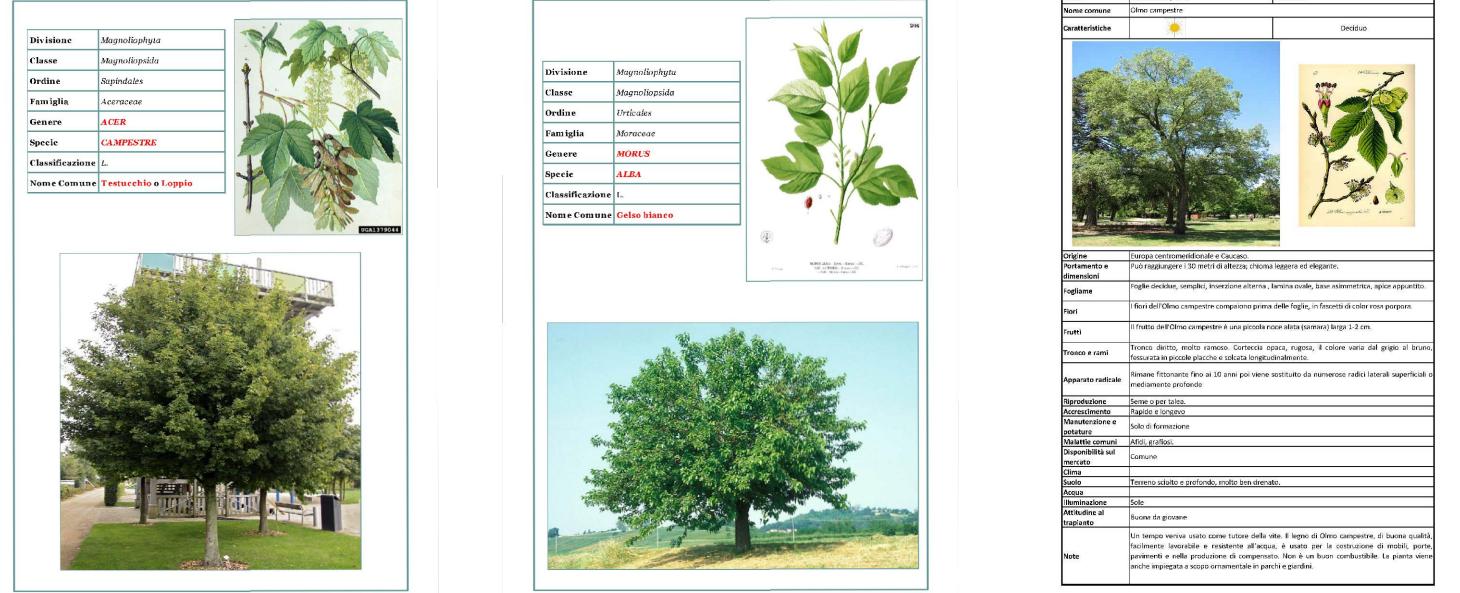 Divisione Magnoliophyta
Classe Magnoliopsida
Ordine Sapindales
Famiglia Aceraceae
Genere ACER
Specie CAMPESTRE
Classificazione L.
Nome Comune Testucchio o Loppio
UGA1379044
Divisione Magnoliophyta
Classe Magnoliopsida
Ordine Urticales
Famiglia Moraceae
Genere MORUS
Specie ALBA
Classificazione L.
Nome Comune Gelso bianco
Nome comune Olmo campestre
Caratteristiche Deciduo
Origine Europa centromeridionale e Caucaso.
Portamento e dimensioni Può raggiungere i 30 metri di altezza; chioma leggera ed elegante.
Fogliame Foglie decidue, semplici, inserzione alterna , lamina ovale, base asimmetrica, apice appuntito.
Fiori I fiori dell'Olmo campestre compaiono prima delle foglie, in fascetti di color rosa porpora.
Frutti Il frutto dell'Olmo campestre è una piccola noce alata (samara) larga 1-2 cm.
Tronco e rami Tronco diritto, molto ramoso. Corteccia opaca, rugosa, il colore varia dal grigio al bruno,
fessurata in piccole placche e solcata longitudinalmente.
Apparato radicale Rimane fittonante fino ai 10 anni poi viene sostituito da numerose radici laterali superficiali o
mediamente profonde
Riproduzione Seme o per talea.
Accrescimento Rapido e longevo
Manutenzione e potature Solo di formazione
Malattie comuni Afidi, grafiosi.
Disponibilità sul mercato Comune
Clima
Suolo Terreno sciolto e profondo, molto ben drenato.
Acqua
Illuminazione Sole
Attitudine al trapianto Buona da giovane
Note Un tempo veniva usato come tutore della vite. Il legno di Olmo campestre, di buona qualità,
facilmente lavorabile e resistente all'acqua, è usato per la costruzione di mobili, porte,
pavimenti e nella produzione di compensato. Non è un buon combustibile. La pianta viene
anche impiegata a scopo ornamentale in parchi e giardini.